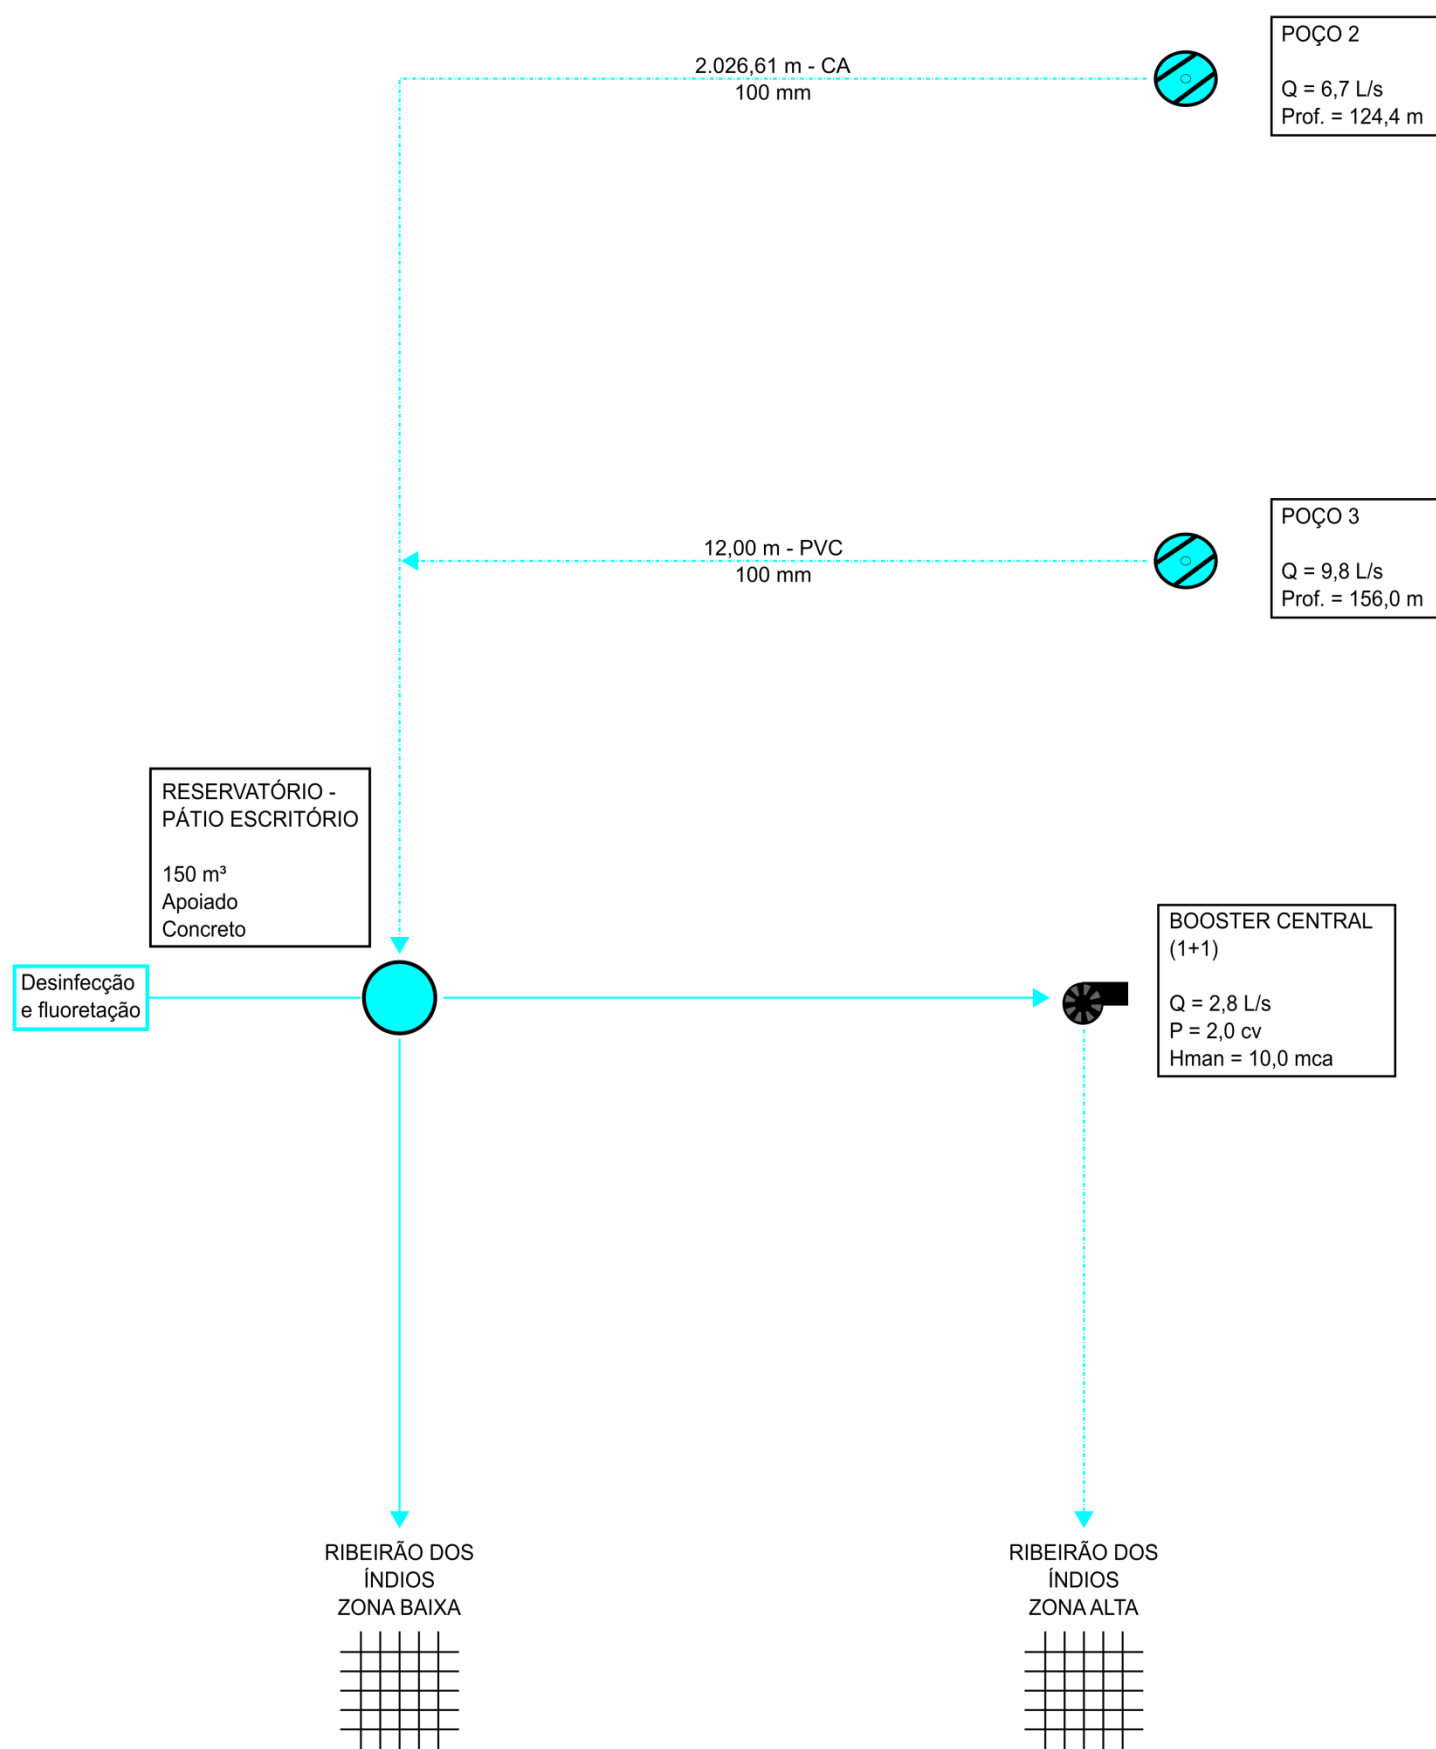 POÇO 2
Q = 6,7 L/s
Prof. = 124,4 m
2.026,61 m - CA
100 mm
POÇO 3
Q = 9,8 L/s
Prof. = 156,0 m
12,00 m - PVC
100 mm
RESERVATÓRIO -
PÁTIO ESCRITÓRIO
150 m³
Apoiado
Concreto
BOOSTER CENTRAL
(1+1)
Q = 2,8 L/s
P = 2,0 cv
Hman = 10,0 mca
Desinfecção
e fluoretação
RIBEIRÃO DOS
ÍNDIOS
ZONA BAIXA
RIBEIRÃO DOS
ÍNDIOS
ZONA ALTA